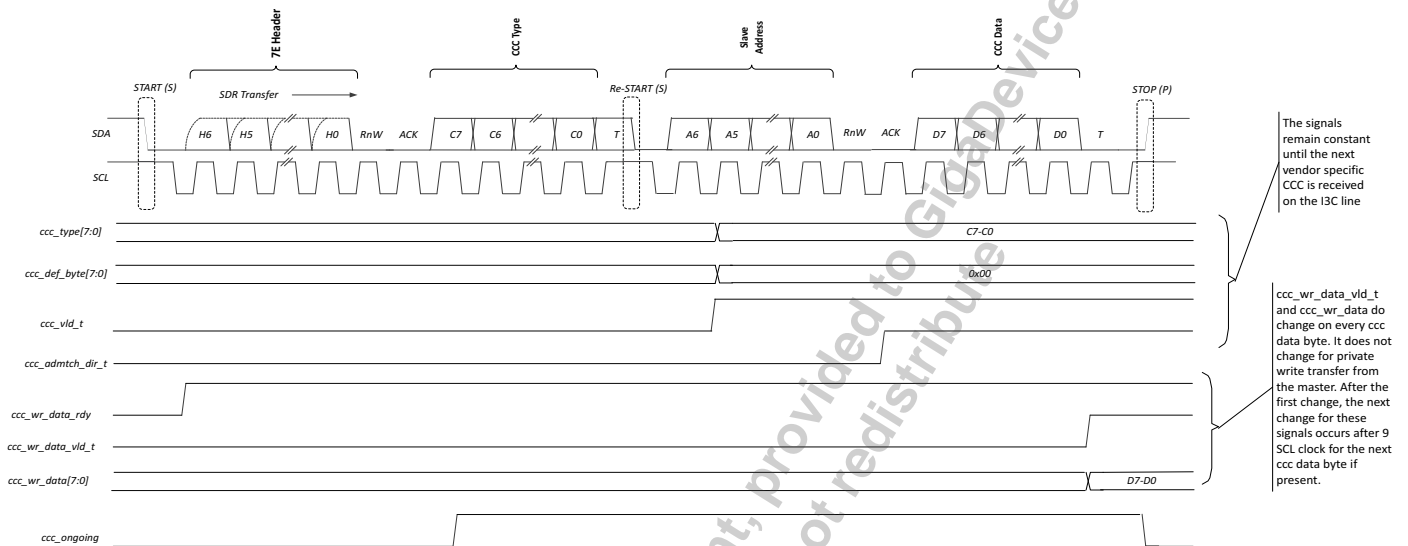 7E Header
CCC Type
Slave
Address
CCC Data
START (S)
SDR Transfer
Re-START (S)
STOP (P)
SDA
H6 H5 H0 RnW ACK C7 C6 C0 T A6 A5 A0 RnW ACK D7 D6 D0 T
SCL
The signals
remain constant
until the next
vendor specific
CCC is received
on the I3C line
ccc_type[7:0]
C7-C0
ccc_def_byte[7:0]
0x00
ccc_vld_t
ccc_admtch_dir_t
ccc_wr_data_rdy
ccc_wr_data_vld_t
ccc_wr_data[7:0]
D7-D0
ccc_ongoing
ccc_wr_data_vld_t
and ccc_wr_data do
change on every ccc
data byte. It does not
change for private
write transfer from
the master. After the
first change, the next
change for these
signals occurs after 9
SCL clock for the next
ccc data byte if
present.
provided to GigaDevice
redistribute